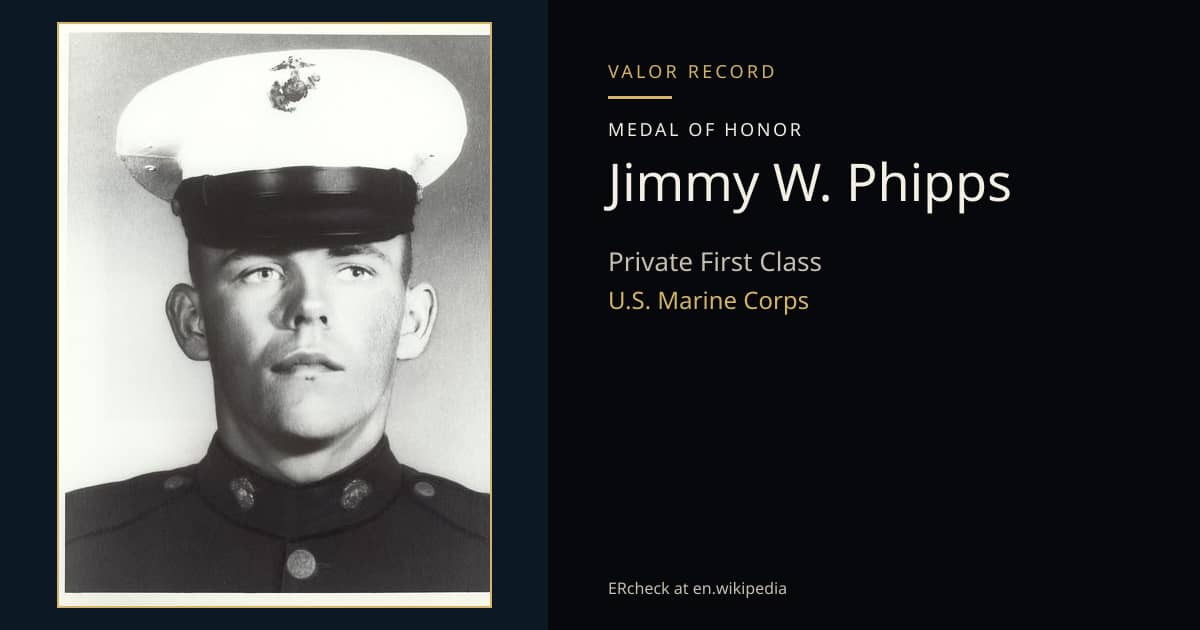 VALOR RECORD
MEDAL OF HONOR
Jimmy W. Phipps
Private First Class
U.S. Marine Corps
ERcheck at en.wikipedia